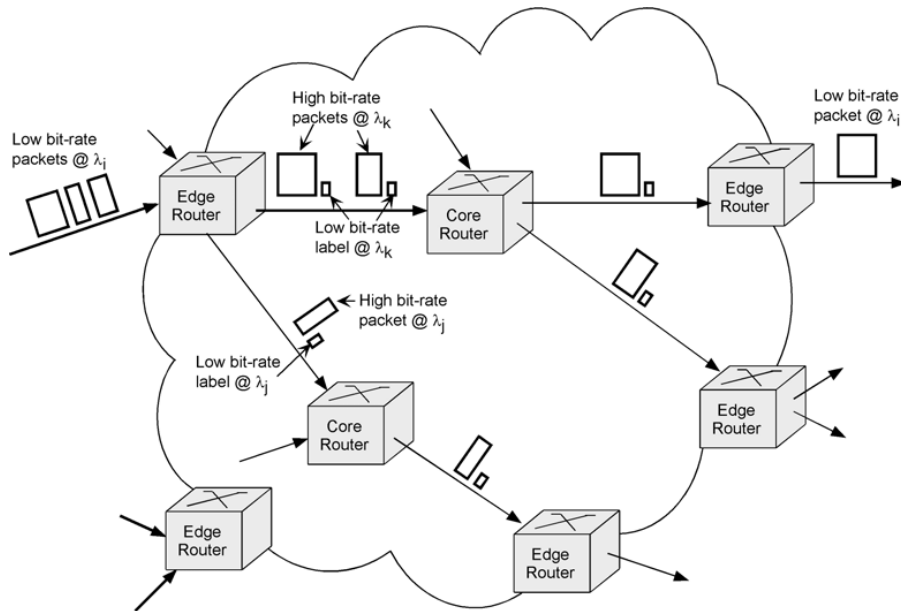 Low bit-rate
packets @ λi
Edge
Router
High bit-rate
packets @ λk
Low bit-rate
label @ λk
Core
Router
Edge
Router
Low bit-rate
packet @ λi
High bit-rate
packet @ λj
Low bit-rate
label @ λj
Core
Router
Edge
Router
Edge
Router
Edge
Router